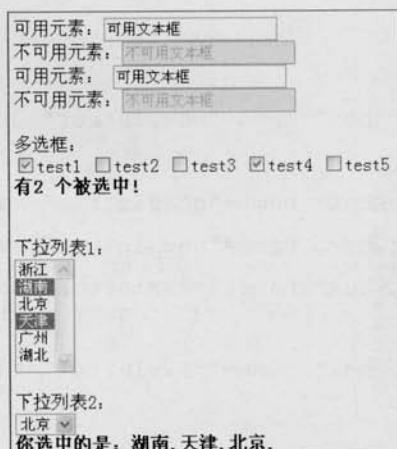 可用元素：可用文本框
不可用元素：不可用文本框
可用元素：可用文本框
不可用元素：不可用文本框
多选框：
test1 test2 test3 test4 test5
有2 个被选中！
下拉列表1：
浙江
湖南
北京
天津
广州
湖北
下拉列表2：
北京
你选中的是：湖南,天津,北京,